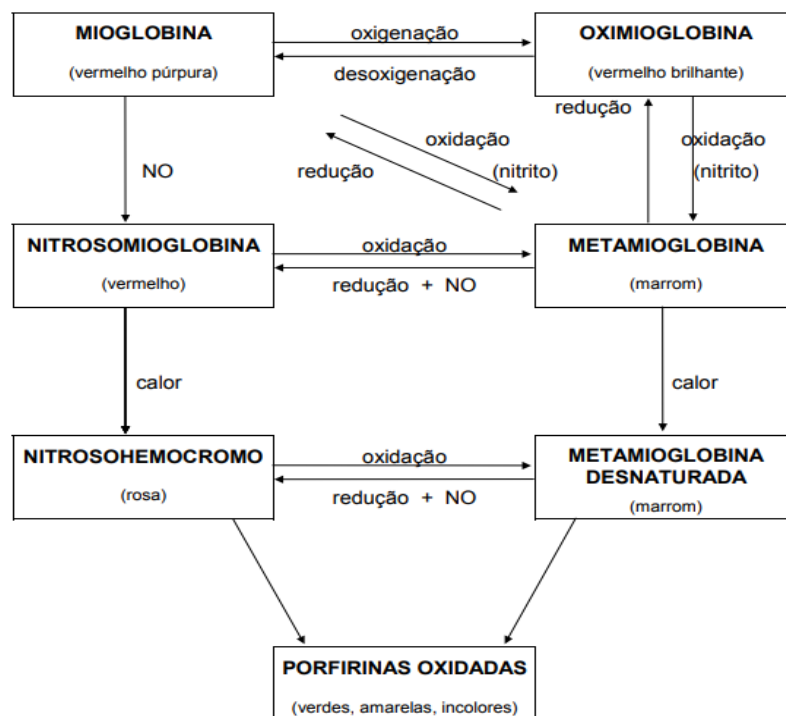 MIOGLOBINA
(vermelho púrpura)
oxigenação
desoxigenação
OXIMIOGLOBINA
(vermelho brilhante)
NO
redução
oxidação
(nitrito)
redução
oxidação
(nitrito)
NITROSOMIOGLOBINA
(vermelho)
oxidação
redução + NO
METAMIOGLOBINA
(marrom)
calor
calor
NITROSOHEMOCROMO
(rosa)
oxidação
redução + NO
METAMIOGLOBINA
DESNATURADA
(marrom)
PORFIRINAS OXIDADAS
(verdes, amarelas, incolores)